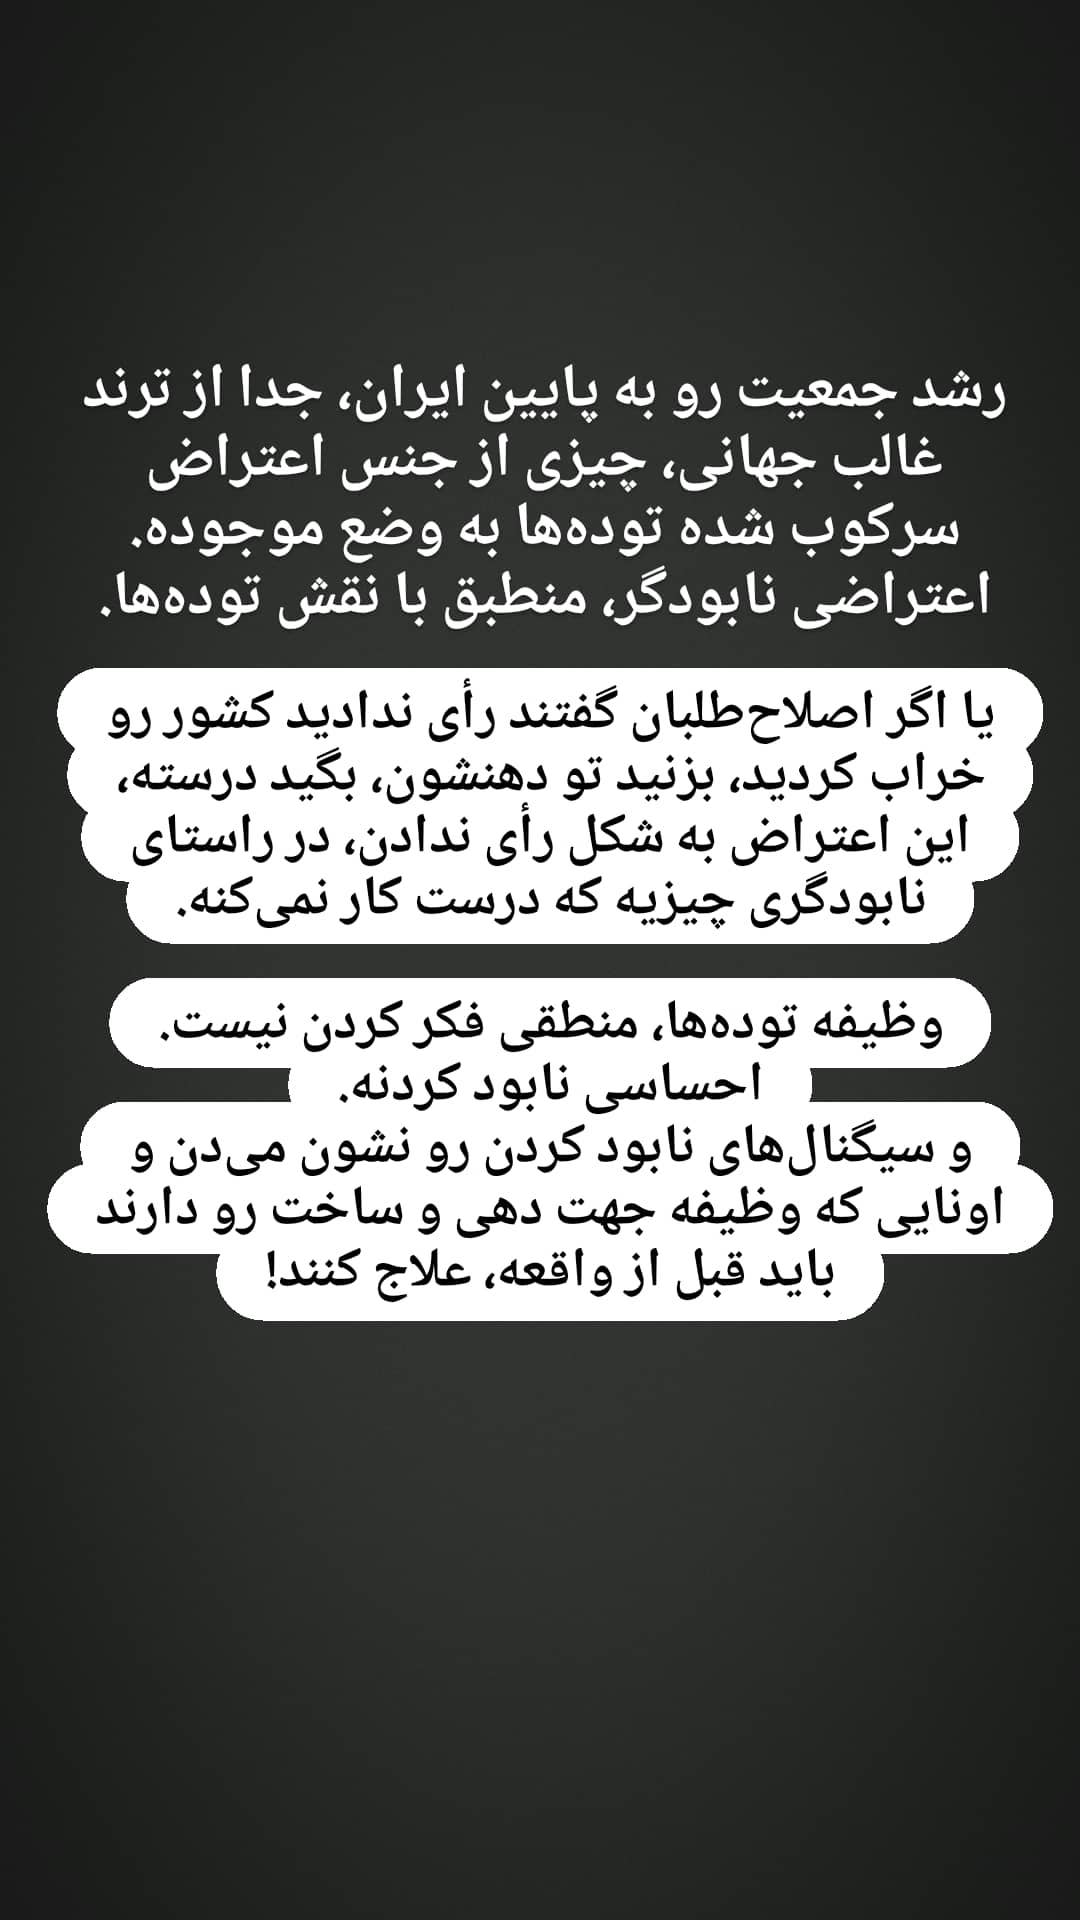 رشد جمعیت رو به پایین ایران، جدا از ترند
غالب جهانی، چیزی از جنس اعتراض
سرکوب شده توده‌ها به وضع موجوده.
اعتراضی نابودگر، منطبق با نقش توده‌ها.
یا اگر اصلاح‌طلبان گفتند رأی ندادید کشور رو
خراب کردید، بزنید تو دهنشون، بگید درسته،
این اعتراض به شکل رأی ندادن، در راستای
نابودگری چیزیه که درست کار نمی‌کنه.
وظیفه توده‌ها، منطقی فکر کردن نیست.
احساسی نابود کردنه.
و سیگنال‌های نابود کردن رو نشون می‌دن و
اونایی که وظیفه جهت دهی و ساخت رو دارند
باید قبل از واقعه، علاج کنند!